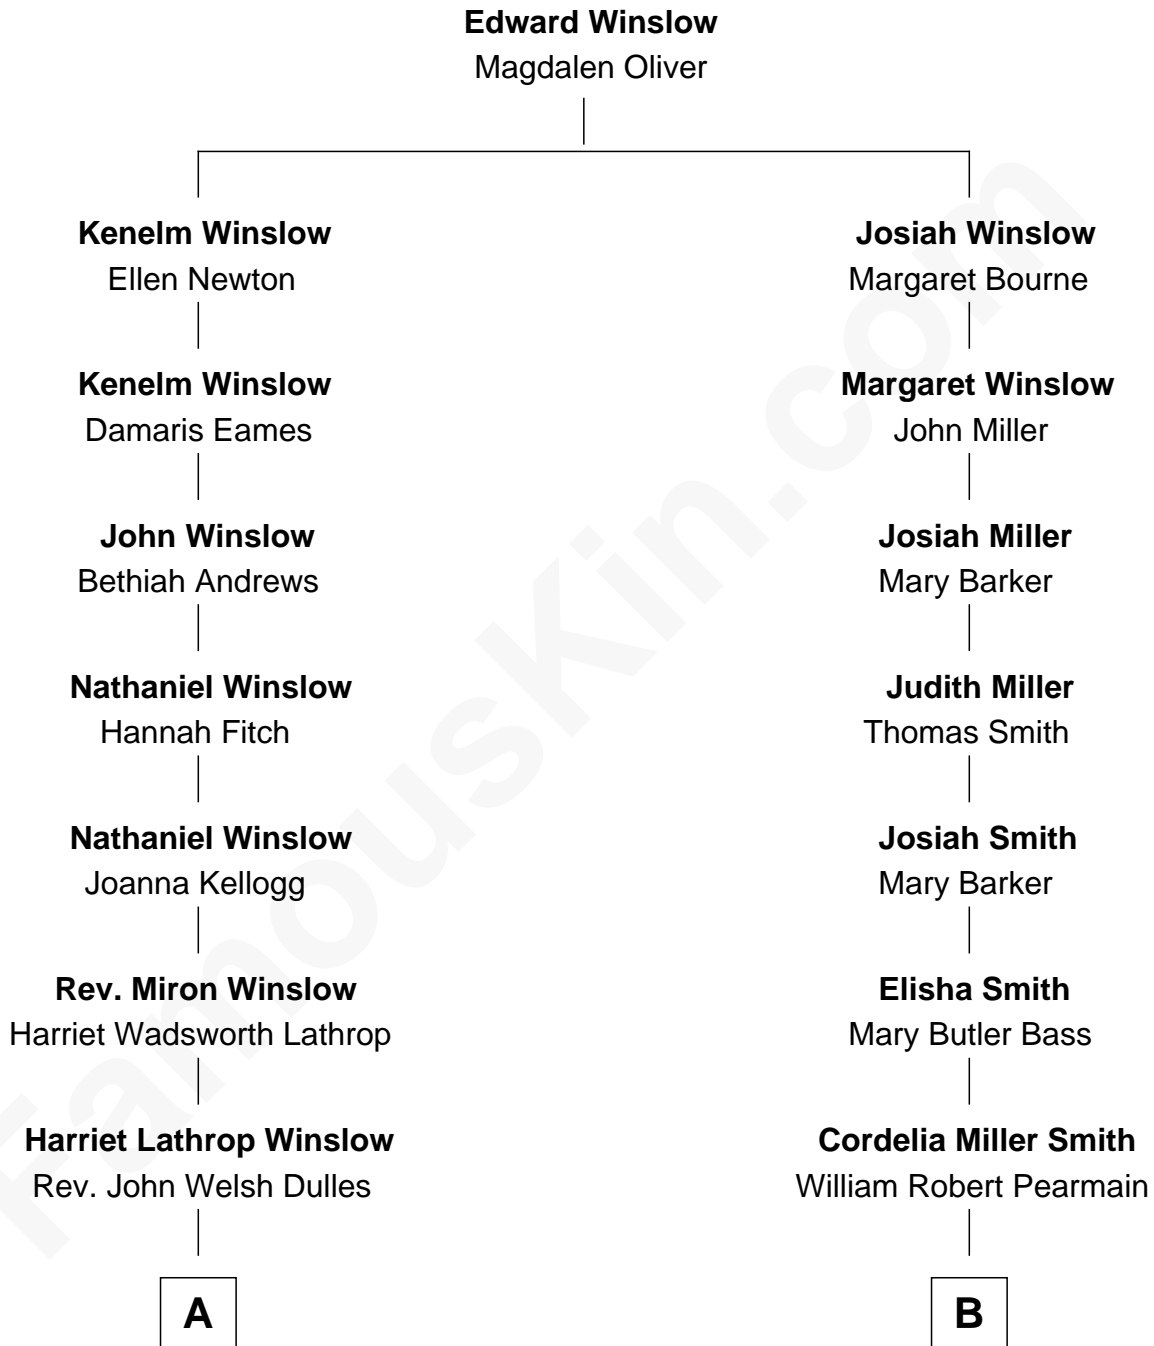 Edward Winslow
Magdalen Oliver
Kenelm Winslow
Ellen Newton
Josiah Winslow
Margaret Bourne
Kenelm Winslow
Damaris Eames
Margaret Winslow
John Miller
John Winslow
Bethiah Andrews
Josiah Miller
Mary Barker
Nathaniel Winslow
Hannah Fitch
Judith Miller
Thomas Smith
Nathaniel Winslow
Joanna Kellogg
Josiah Smith
Mary Barker
Rev. Miron Winslow
Harriet Wadsworth Lathrop
Elisha Smith
Mary Butler Bass
Harriet Lathrop Winslow
Rev. John Welsh Dulles
Cordelia Miller Smith
William Robert Pearmain
A
B
FamousKin.com